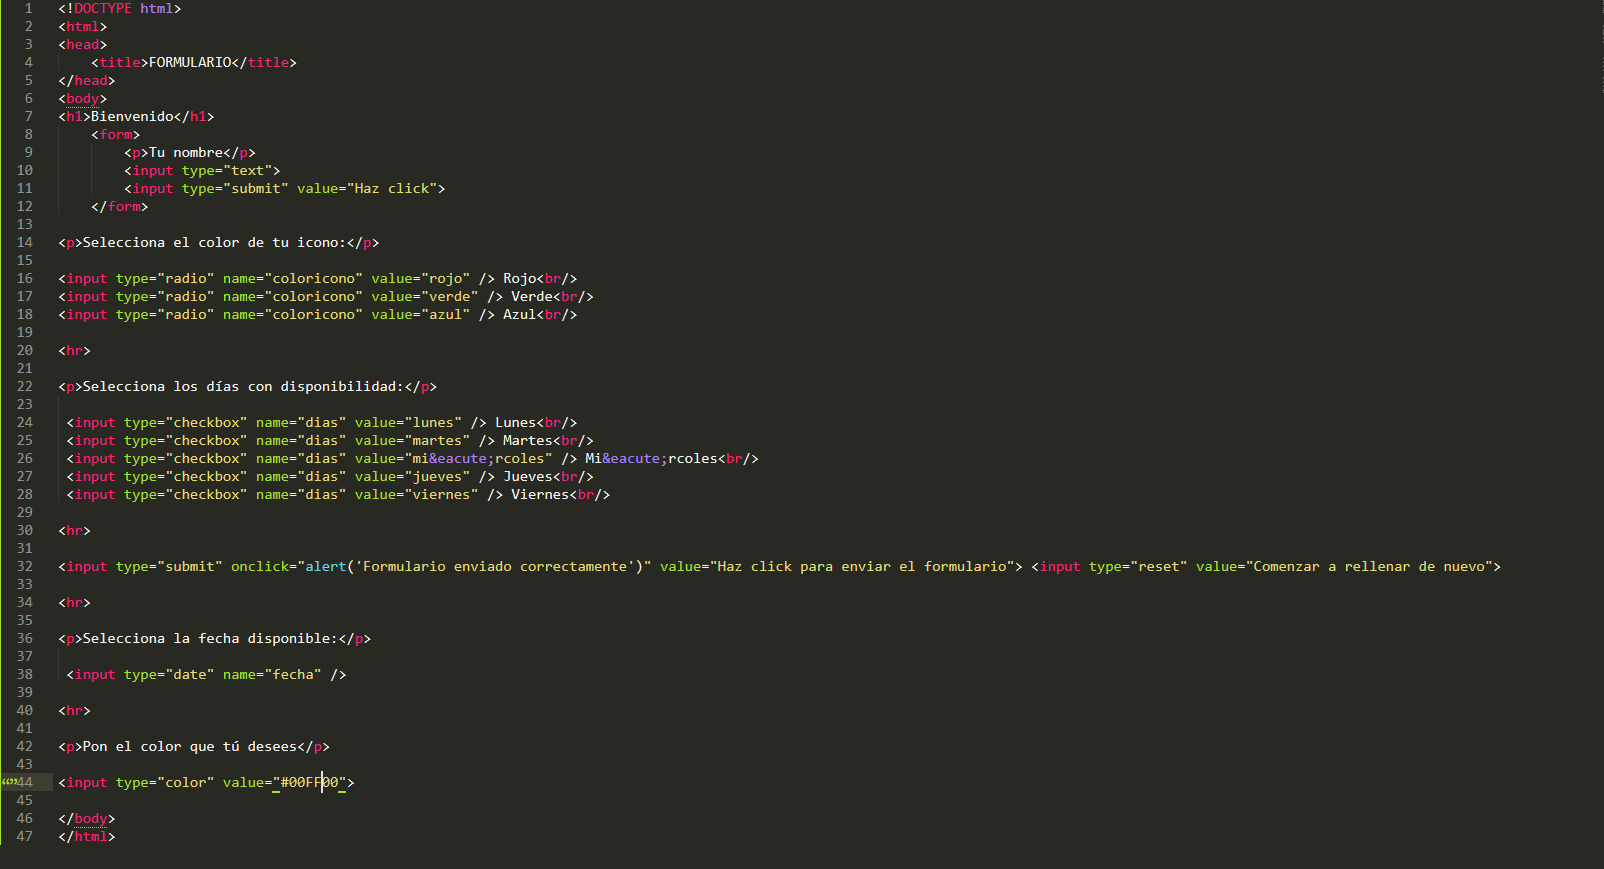 1 <!DOCTYPE html>
2 <html>
3 <head>
4 <title>FORMULARIO</title>
5 </head>
6 <body>
7 <h1>Bienvenido</h1>
8 <form>
9 <p>Tu nombre</p>
10 <input type="text">
11 <input type="submit" value="Haz click">
12 </form>
13
14 <p>Selecciona el color de tu icono:</p>
15
16 <input type="radio" name="coloricono" value="rojo" /> Rojo<br/>
17 <input type="radio" name="coloricono" value="verde" /> Verde<br/>
18 <input type="radio" name="coloricono" value="azul" /> Azul<br/>
19
20 <hr>
21
22 <p>Selecciona los días con disponibilidad:</p>
23
24 <input type="checkbox" name="dias" value="lunes" /> Lunes<br/>
25 <input type="checkbox" name="dias" value="martes" /> Martes<br/>
26 <input type="checkbox" name="dias" value="mi&eacute;rcoles" /> Mi&eacute;rcoles<br/>
27 <input type="checkbox" name="dias" value="jueves" /> Jueves<br/>
28 <input type="checkbox" name="dias" value="viernes" /> Viernes<br/>
29
30 <hr>
31
32 <input type="submit" onclick="alert('Formulario enviado correctamente')" value="Haz click para enviar el formulario"> <input type="reset" value="Comenzar a rellenar de nuevo">
33
34 <hr>
35
36 <p>Selecciona la fecha disponible:</p>
37
38 <input type="date" name="fecha" />
39
40 <hr>
41
42 <p>Pon el color que tú desees</p>
43
44 <input type="color" value="#00FF00">
45
46 </body>
47 </html>